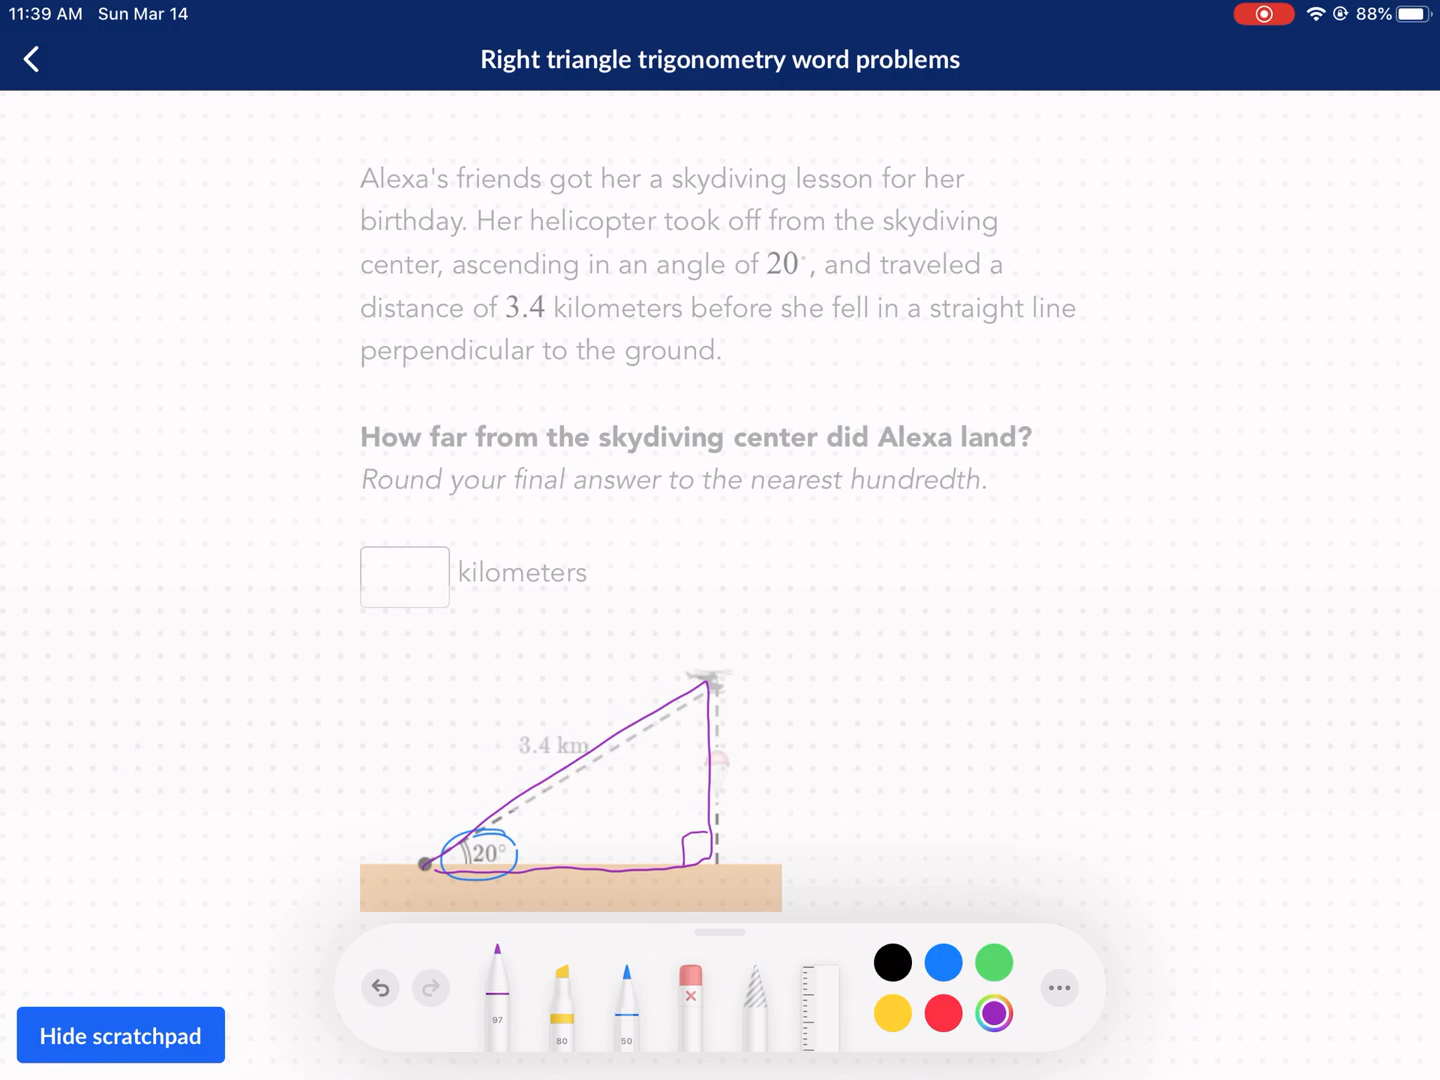 11:39 AM Sun Mar 14
88%
Right triangle trigonometry word problems
Alexa's friends got her a skydiving lesson for her
birthday. Her helicopter took off from the skydiving
center, ascending in an angle of 20°, and traveled a
distance of 3.4 kilometers before she fell in a straight line
perpendicular to the ground.
How far from the skydiving center did Alexa land?
Round your final answer to the nearest hundredth.
kilometers
3.4 km
20°
97
80
50
Hide scratchpad